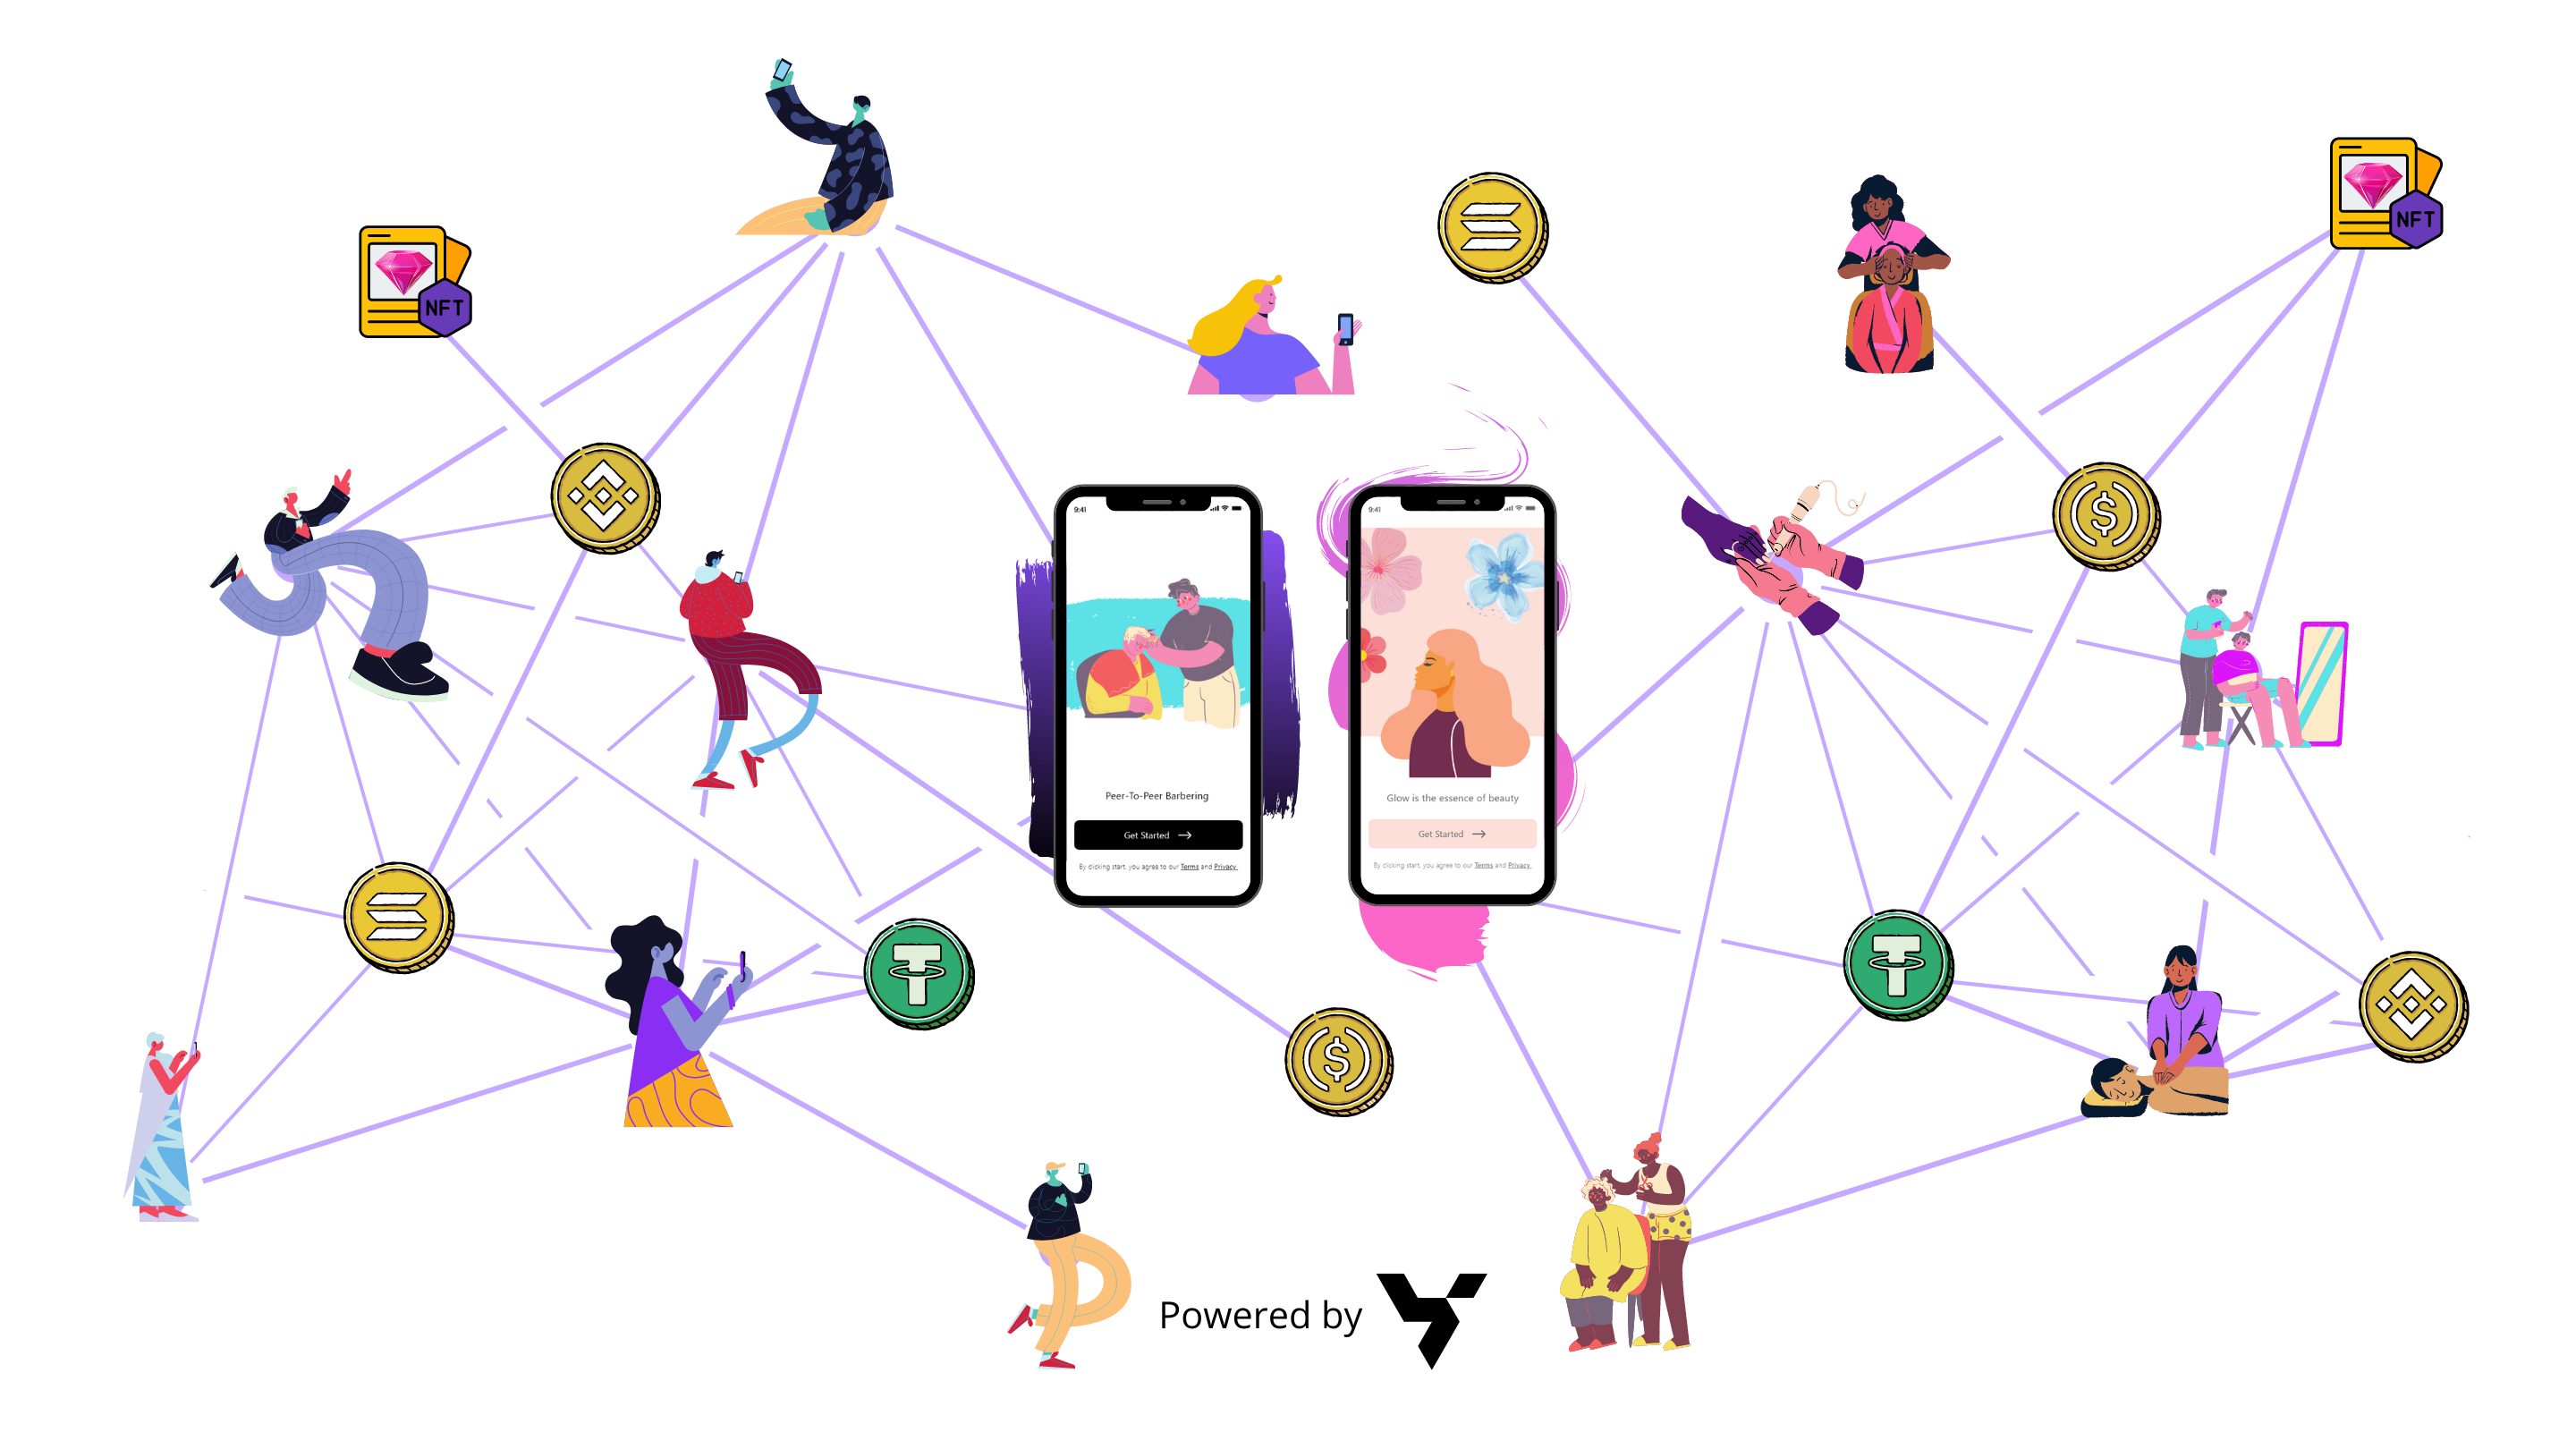 NFT
NFT
9:41
Peer-To-Peer Barbering
Get Started
By clicking start, you agree to our Terms and Privacy
9:41
Glow is the essence of beauty
Get Started
By clicking start, you agree to our Terms and Privacy
Powered by